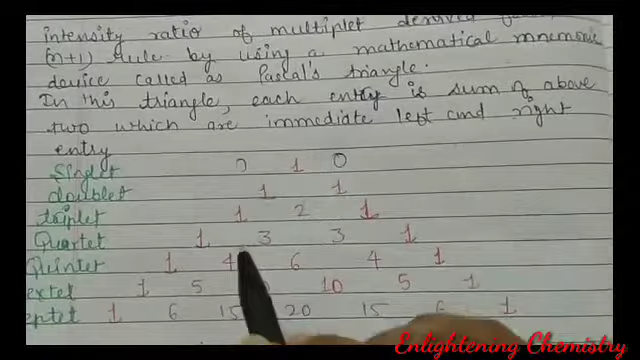 intensity ratio of multiplet derived
(n+1) rule by using a mathematical mnemonic
device called as Pascal's triangle.
In this triangle, each entry is sum of above
two which are immediate left and right
entry
Singlet 0 1 0
doublet 1 1
triplet 1 2 1
Quartet 1 3 3 1
Quintet 1 4 6 4 1
extet 1 5 10 5 1
eptet 1 6 15 20 15 6 1
Enlightening Chemistry